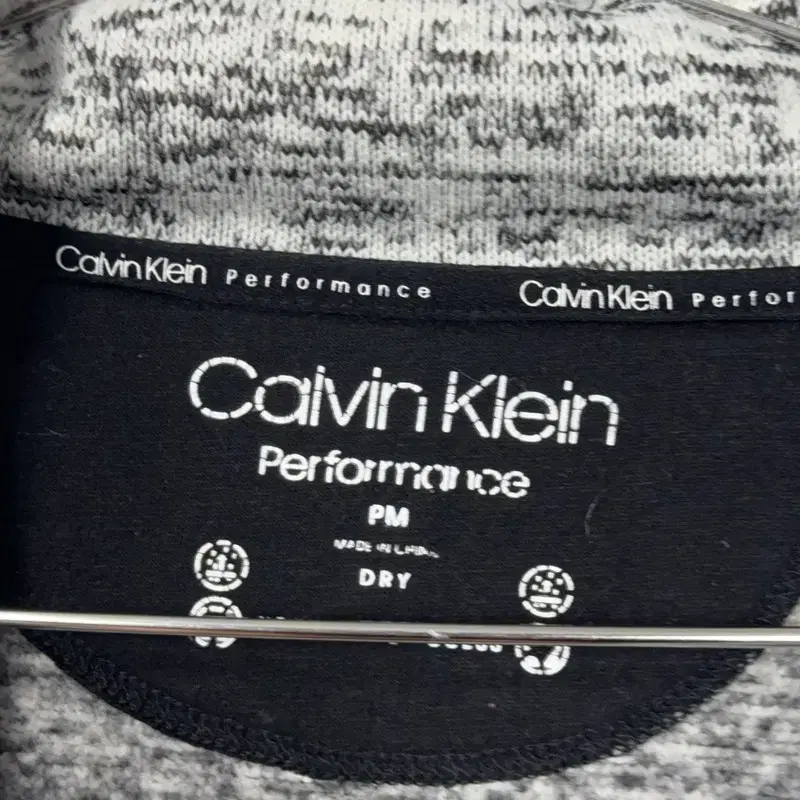 Calvin Klein Performance Calvin Klein Perfor
Calvin Klein
Performance
PM
MADE IN CHINA
DRY